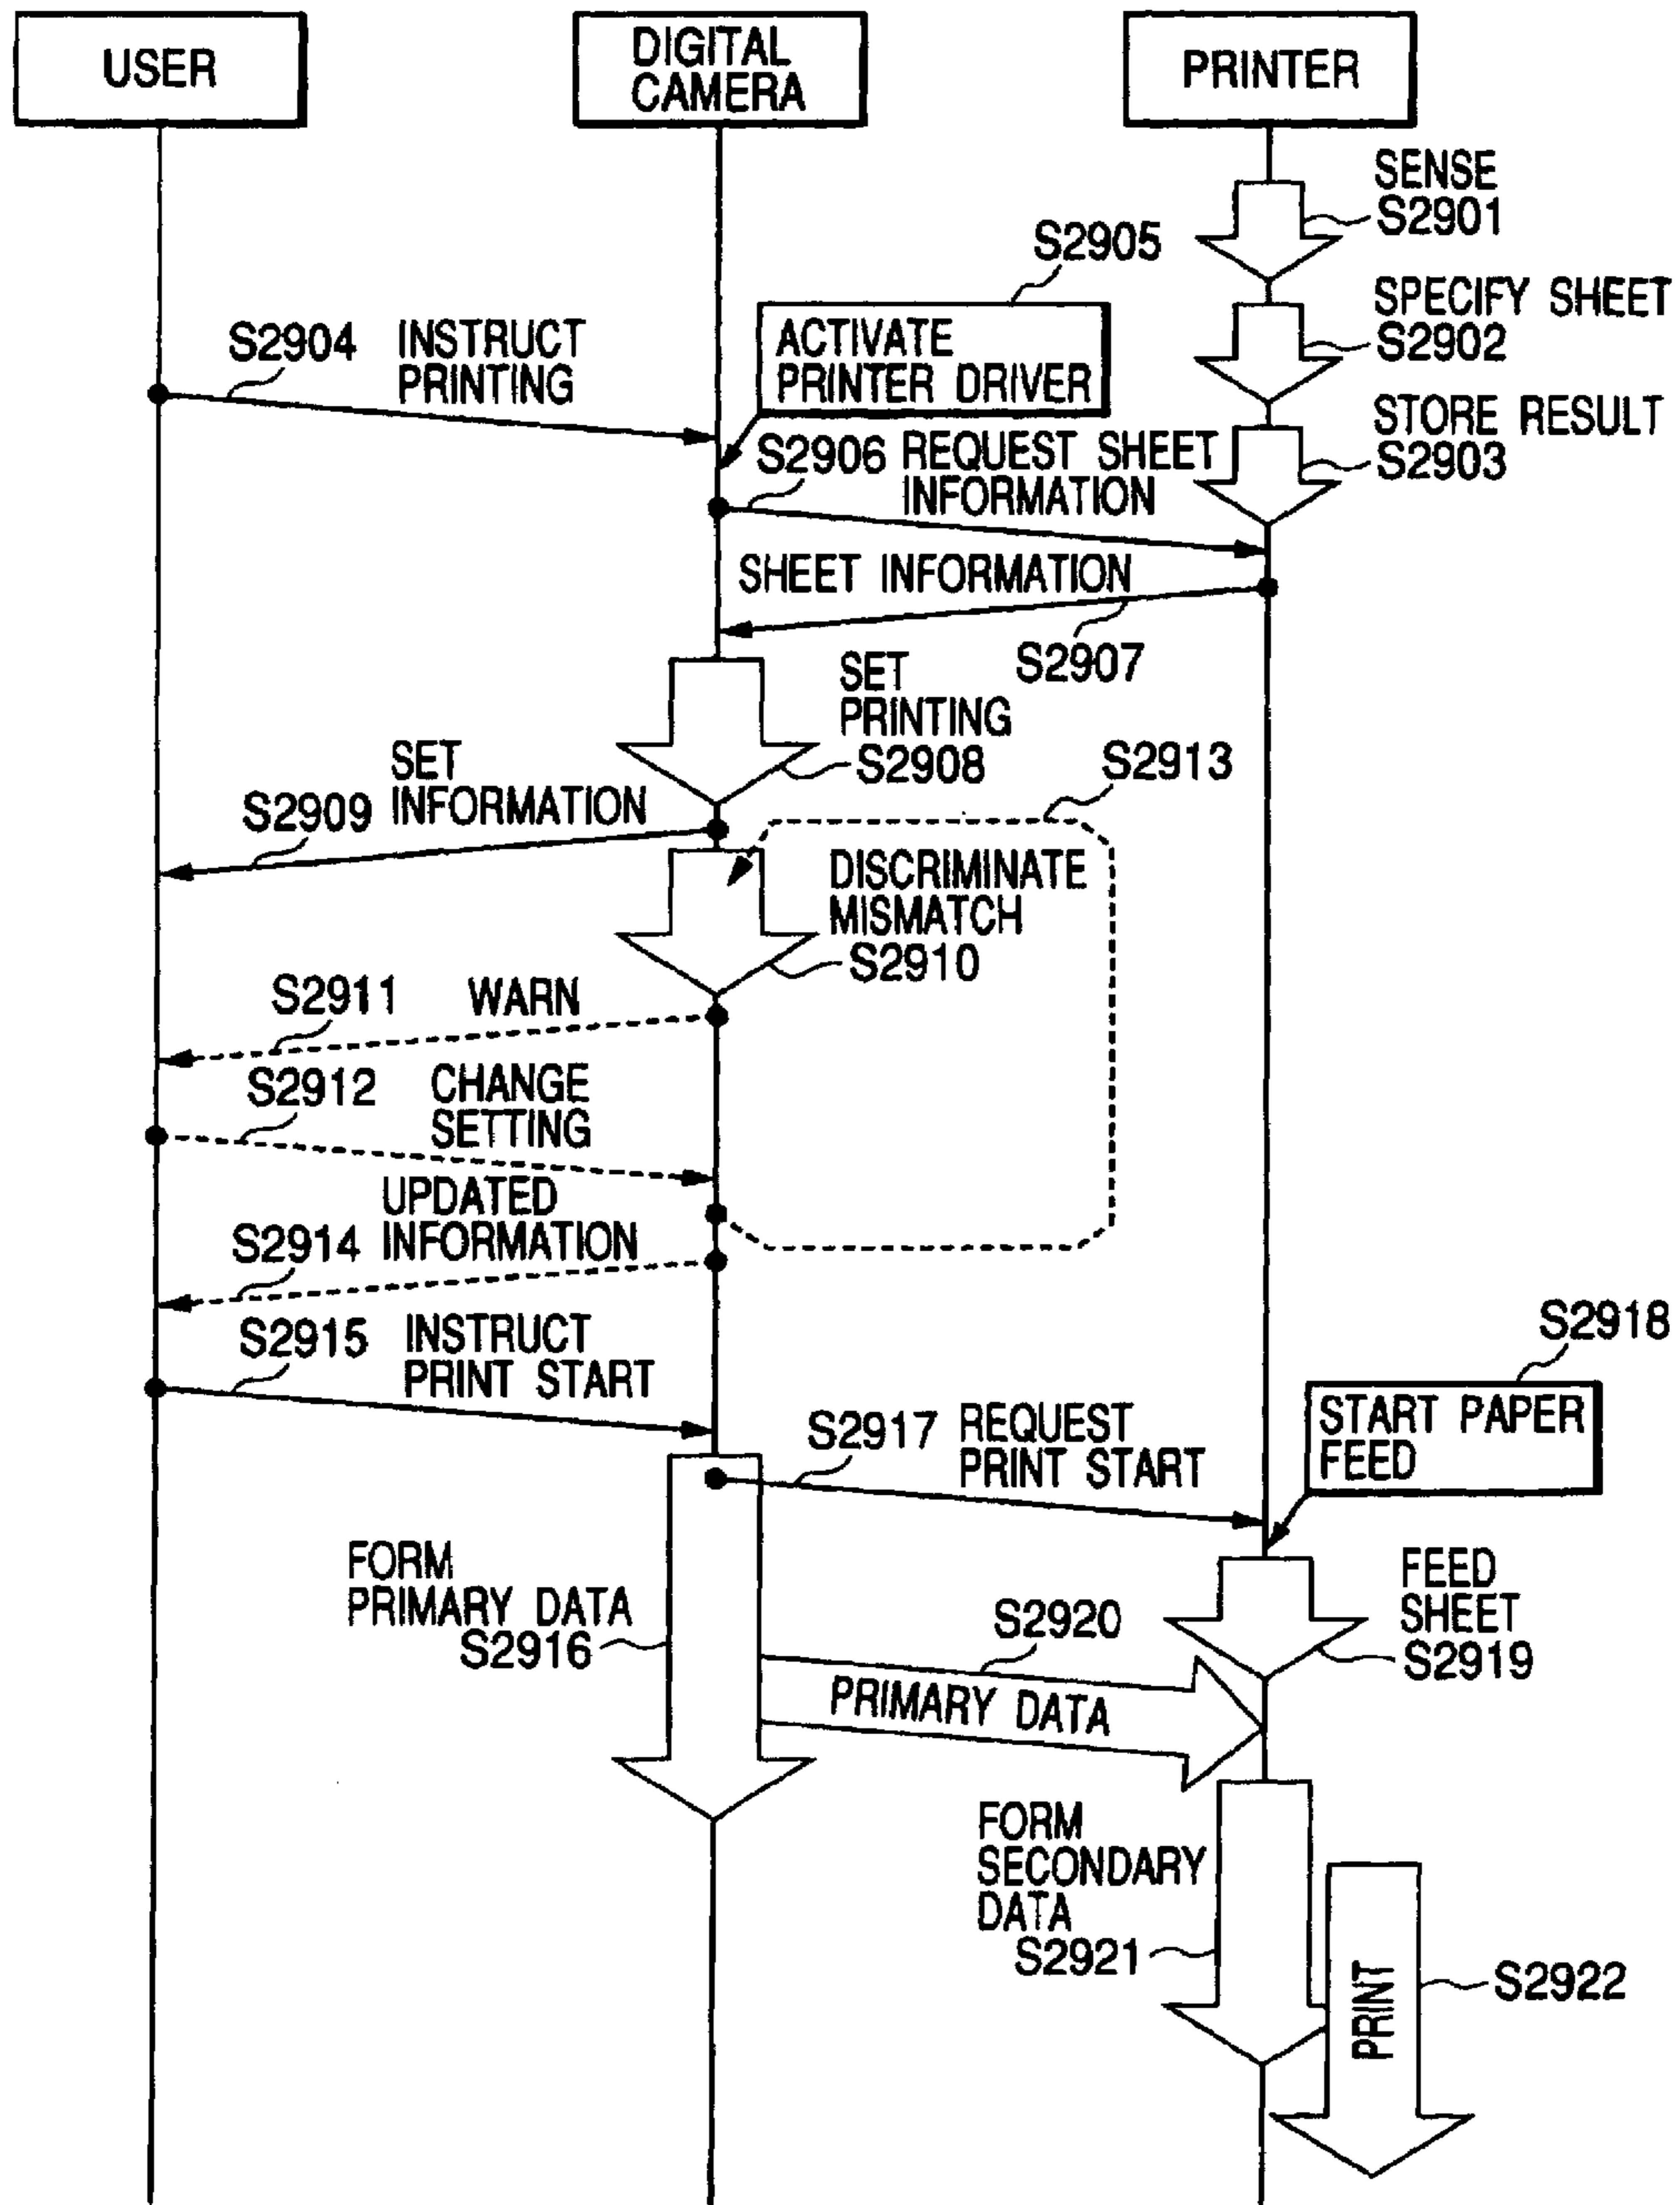 USER
DIGITAL
CAMERA
PRINTER
SENSE
S2901
S2905
SPECIFY SHEET
S2902
S2904 INSTRUCT
PRINTING
ACTIVATE
PRINTER DRIVER
STORE RESULT
S2903
S2906 REQUEST SHEET
INFORMATION
SHEET INFORMATION
S2907
SET
PRINTING
S2908
S2913
SET
S2909 INFORMATION
DISCRIMINATE
MISMATCH
S2910
S2911 WARN
S2912 CHANGE
SETTING
UPDATED
S2914 INFORMATION
S2915 INSTRUCT
PRINT START
S2918
START PAPER
FEED
S2917 REQUEST
PRINT START
FORM
PRIMARY DATA
S2916
FEED
SHEET
S2919
S2920
PRIMARY DATA
FORM
SECONDARY
DATA
S2921
PRINT
S2922